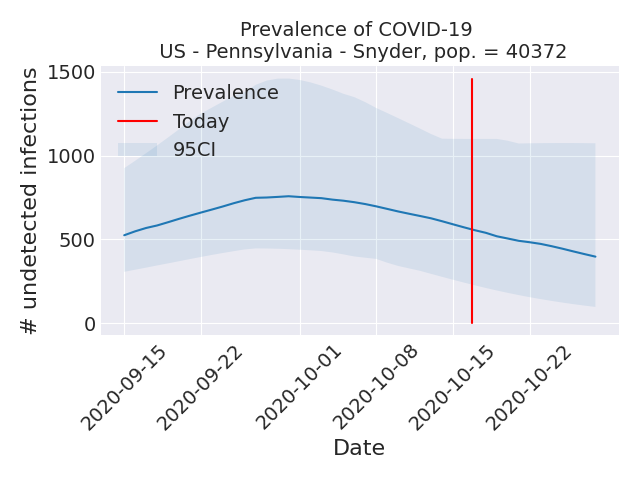 Prevalence of COVID-19
US - Pennsylvania - Snyder, pop. = 40372
# undetected infections
1500
1000
500
0
Prevalence
Today
95CI
2020-09-15
2020-09-22
2020-10-01
2020-10-08
2020-10-15
2020-10-22
Date